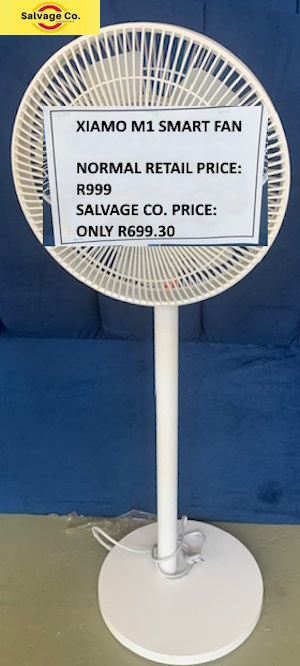 Salvage Co.
XIAMO M1 SMART FAN
NORMAL RETAIL PRICE:
R999
SALVAGE CO. PRICE:
ONLY R699.30